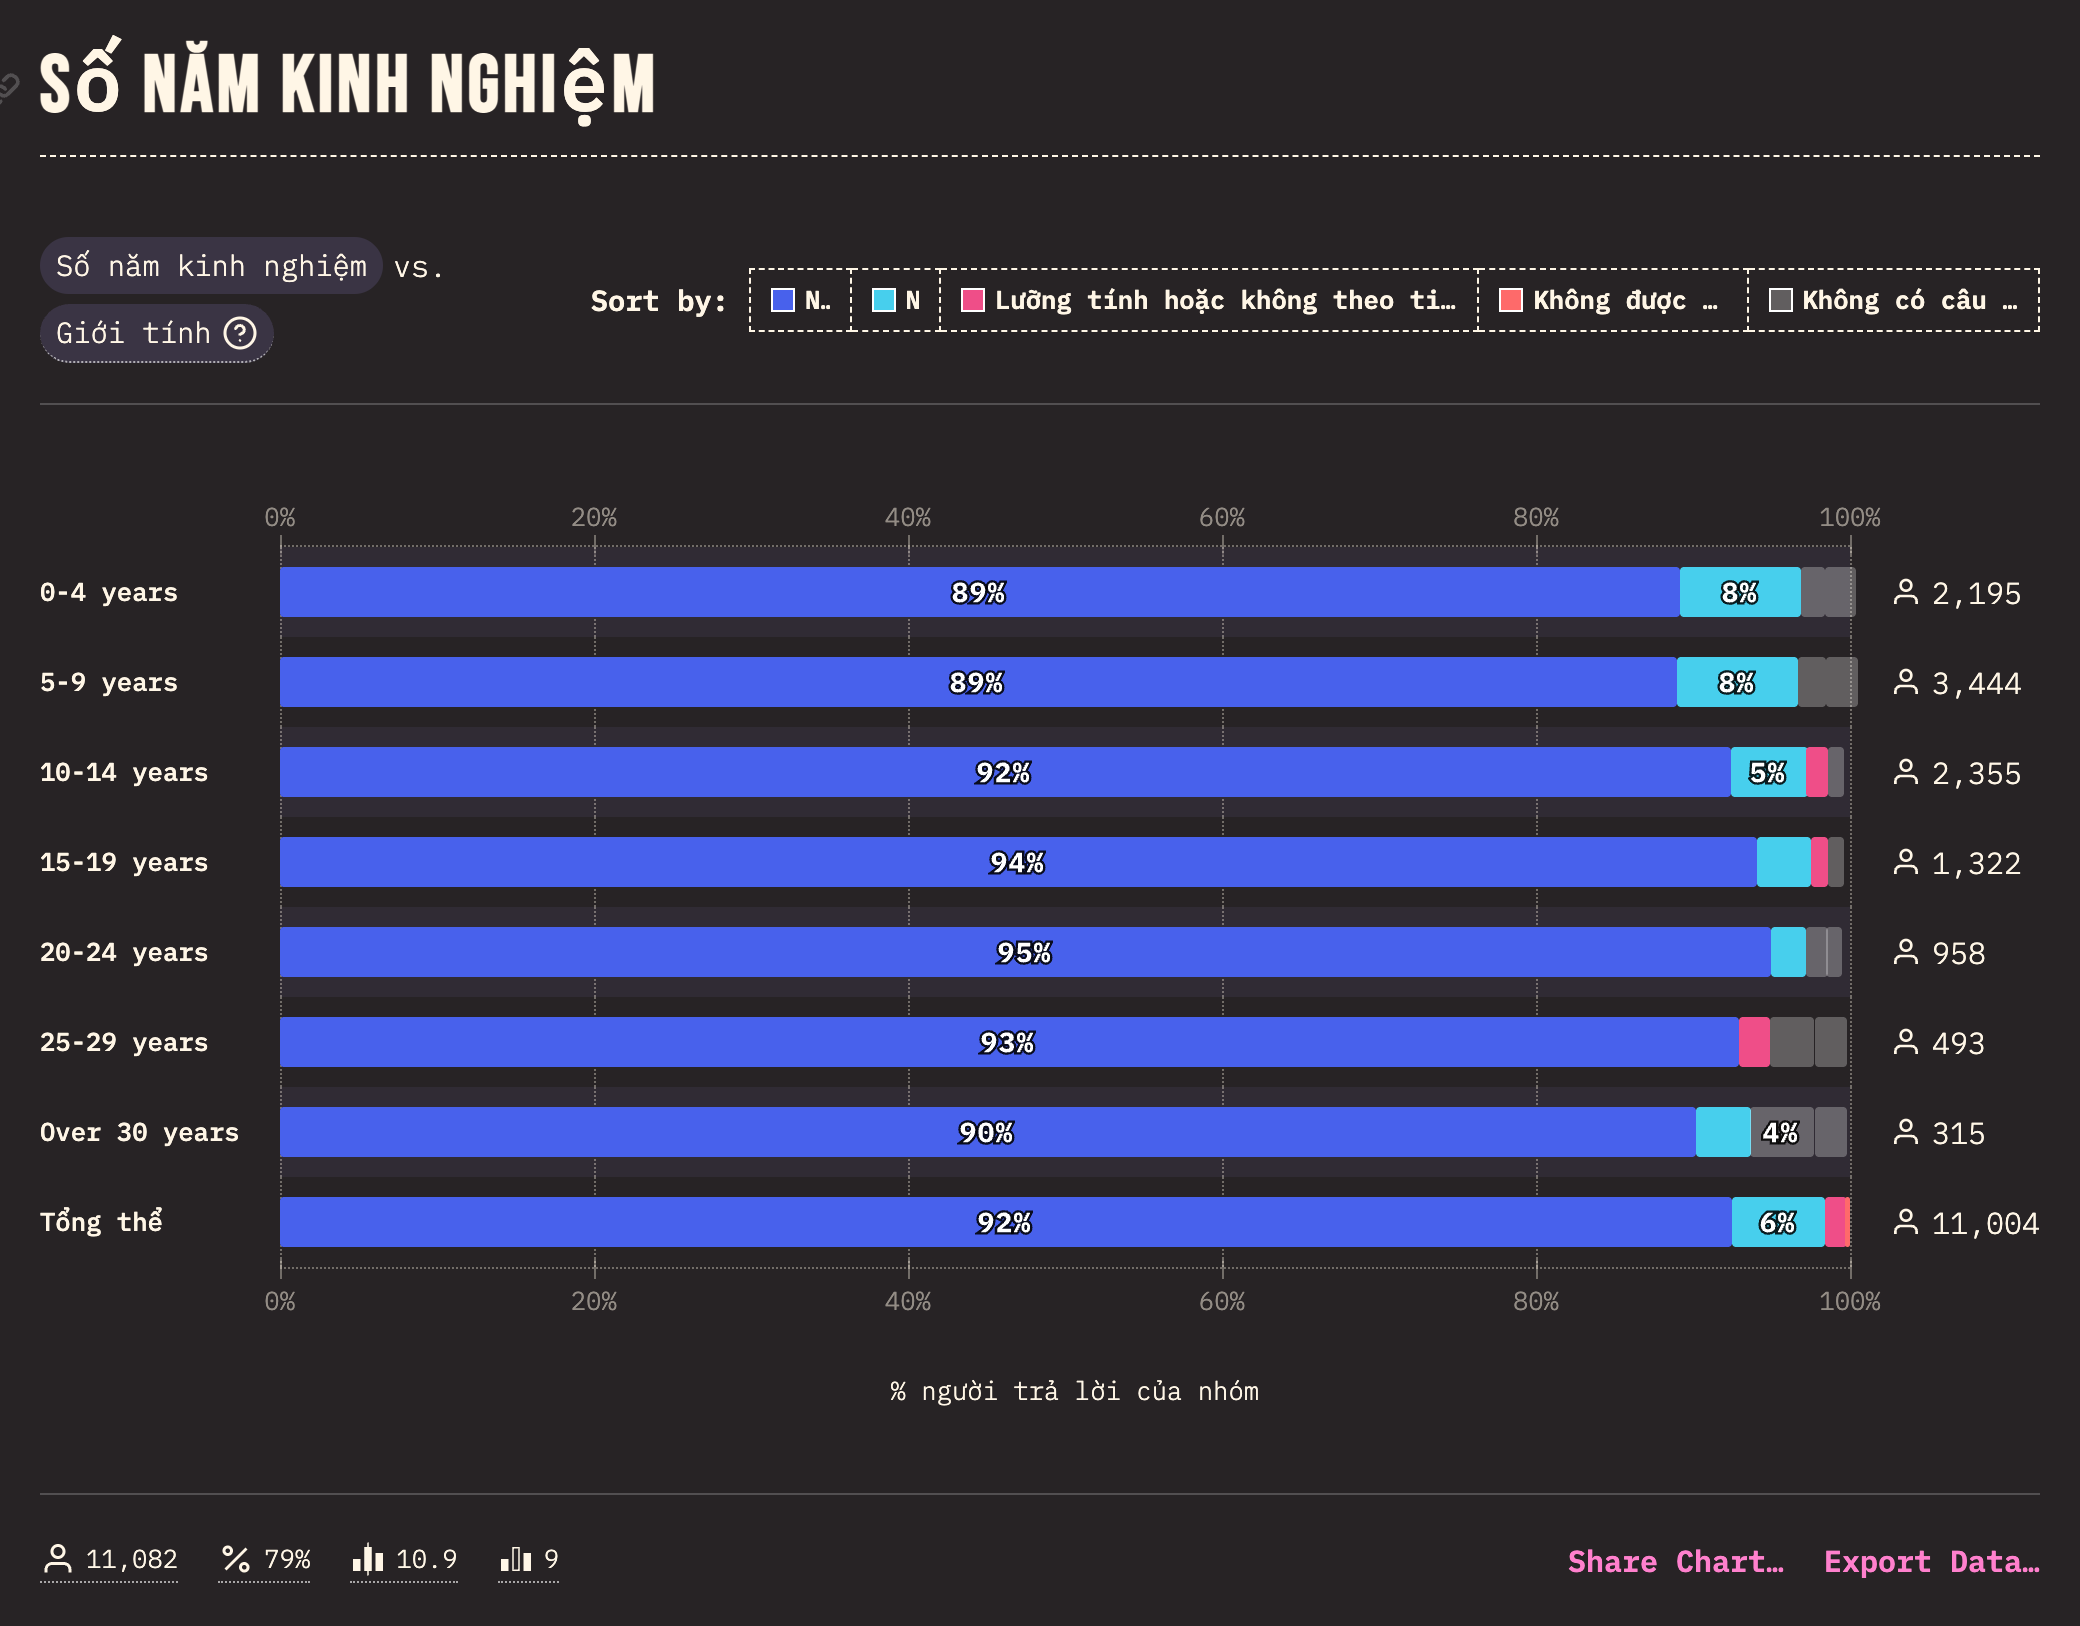 Số NĂM KINH NGHIệM
Số năm kinh nghiệm vs.
Giới tính ?
Sort by: N… N Lưỡng tính hoặc không theo ti… Không được … Không có câu …
0% 20% 40% 60% 80% 100%
0-4 years 89% 8% 2,195
5-9 years 89% 8% 3,444
10-14 years 92% 5% 2,355
15-19 years 94% 1,322
20-24 years 95% 958
25-29 years 93% 493
Over 30 years 90% 4% 315
Tổng thể 92% 6% 11,004
0% 20% 40% 60% 80% 100%
% người trả lời của nhóm
11,082 % 79% 10.9 9 Share Chart… Export Data…